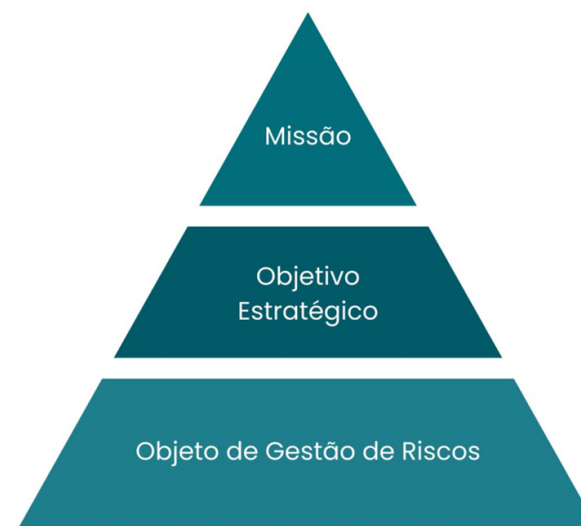 Missão
Objetivo
Estratégico
Objeto de Gestão de Riscos